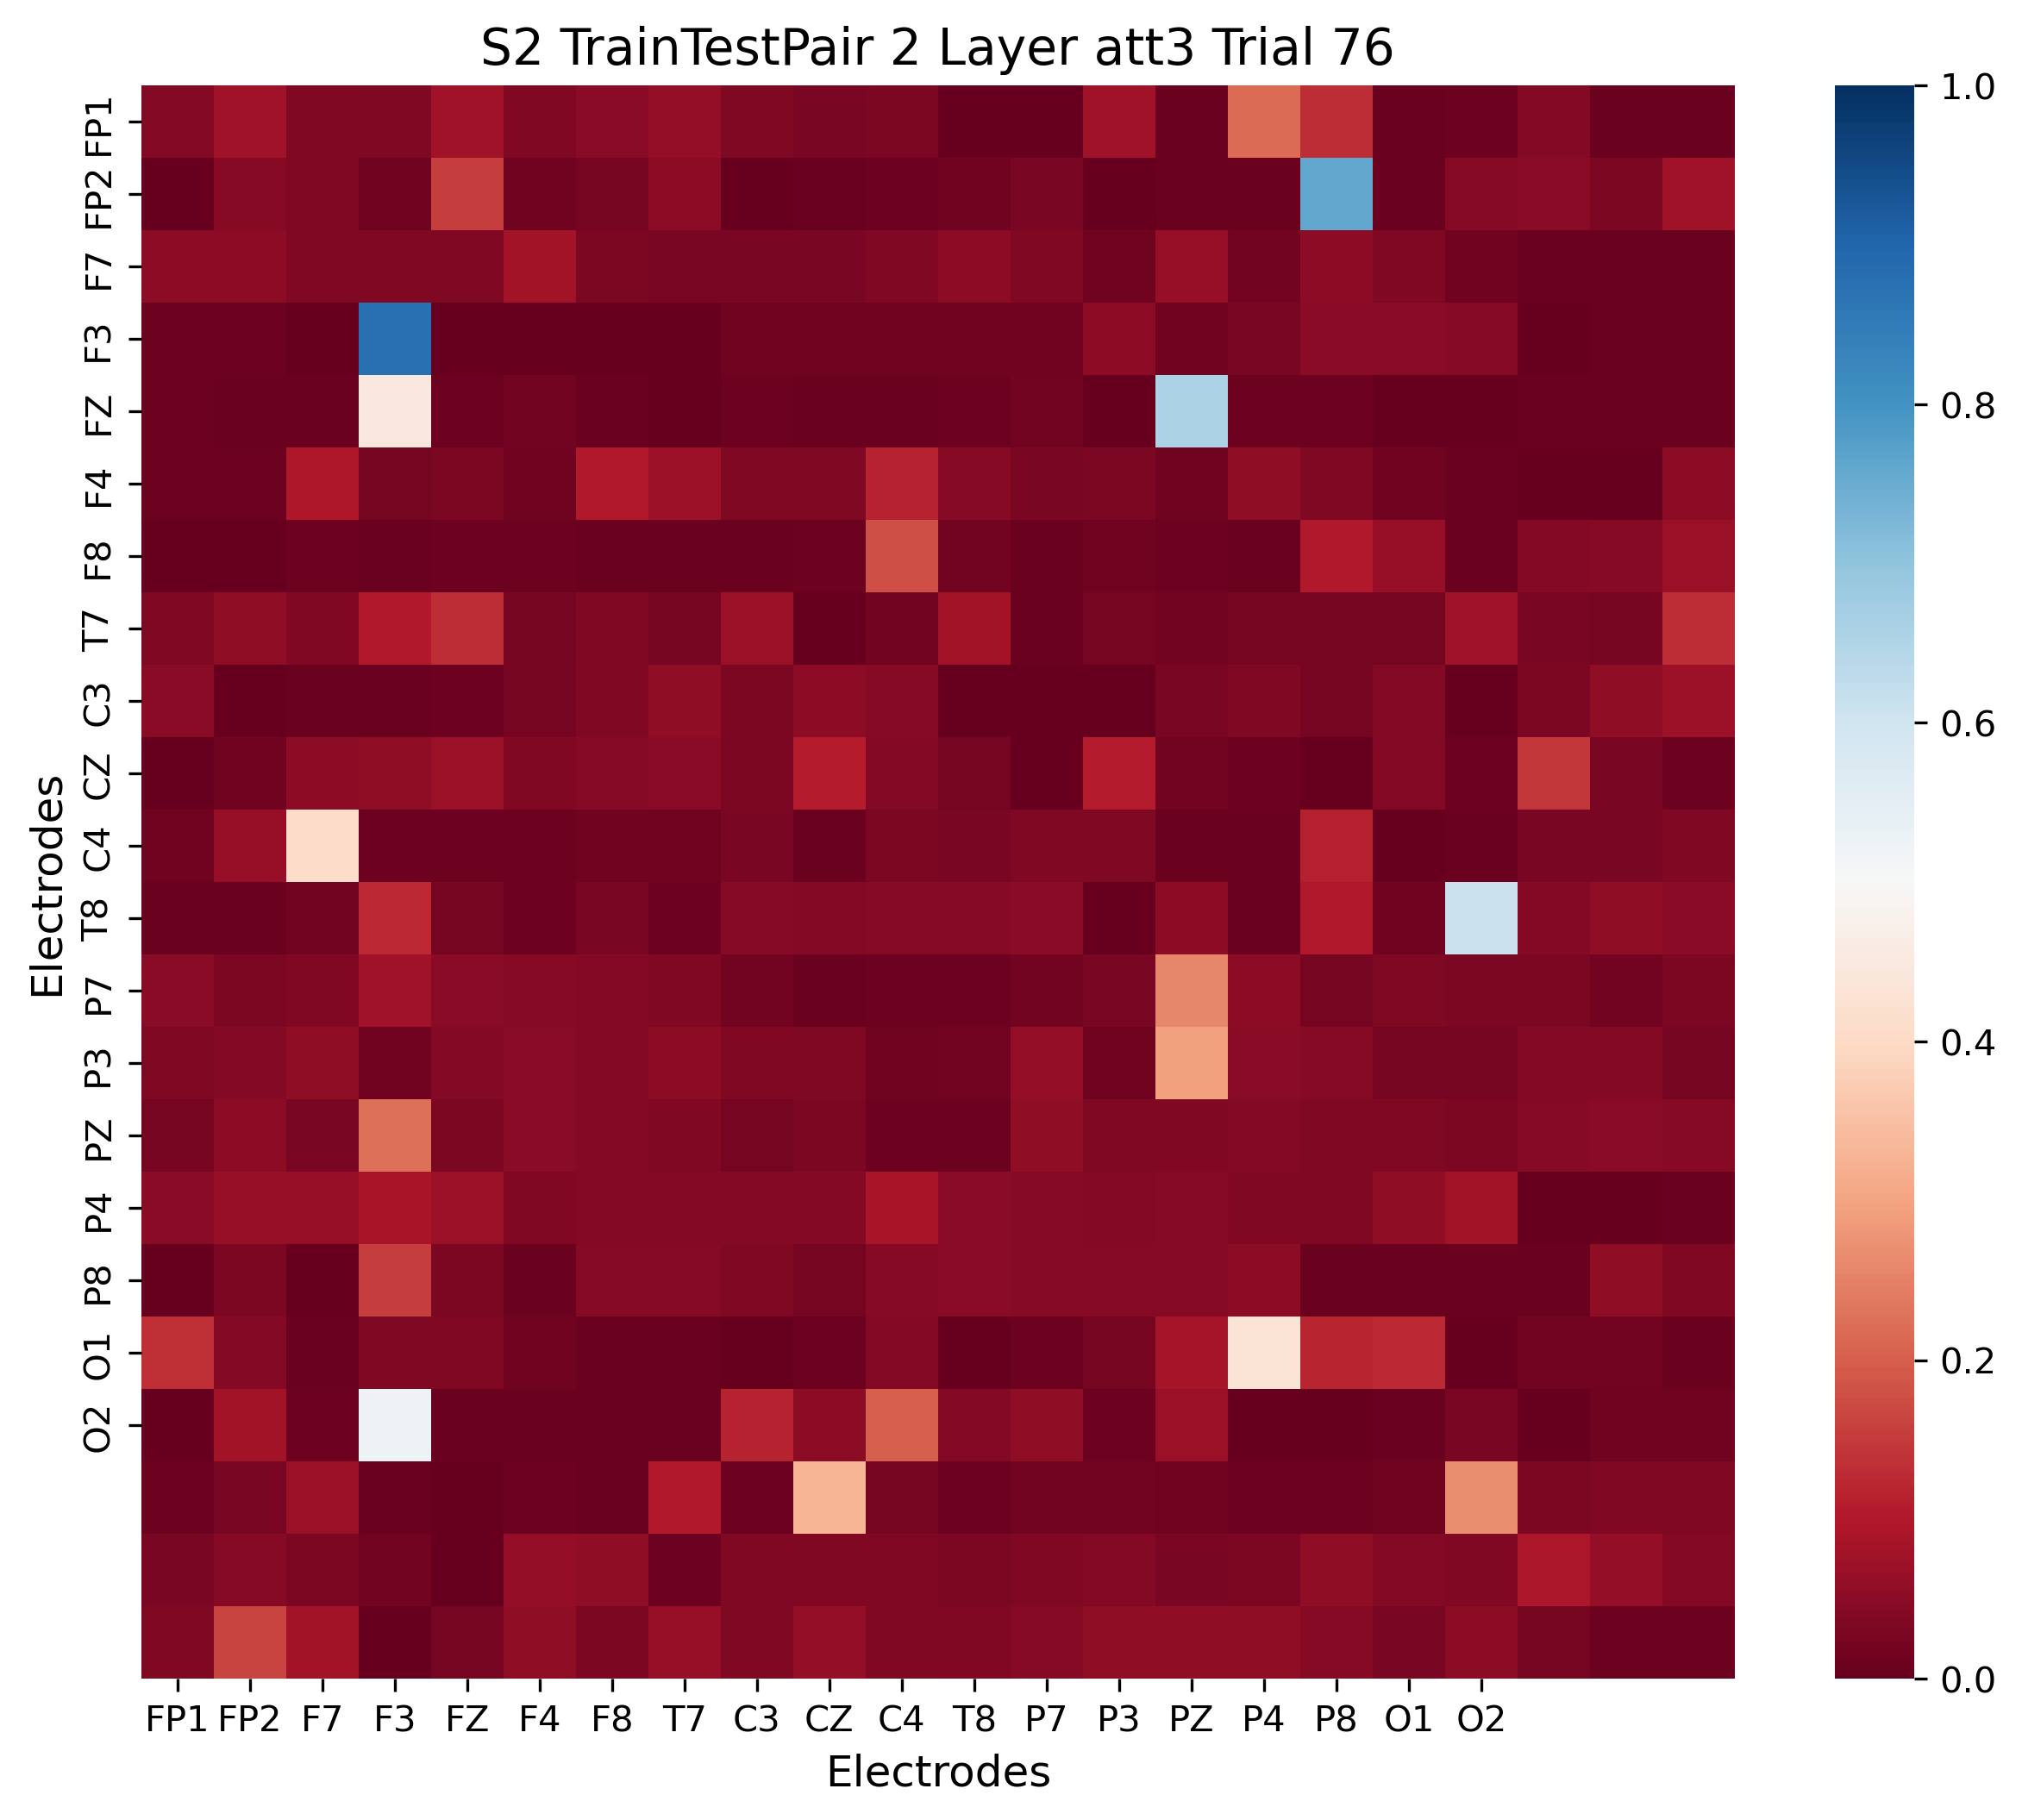 S2 TrainTestPair 2 Layer att3 Trial 76
Electrodes
FP1
FP2
F7
F3
FZ
F4
F8
T7
C3
CZ
C4
T8
P7
P3
PZ
P4
P8
O1
O2
FP1 FP2 F7 F3 FZ F4 F8 T7 C3 CZ C4 T8 P7 P3 PZ P4 P8 O1 O2
Electrodes
1.0
0.8
0.6
0.4
0.2
0.0